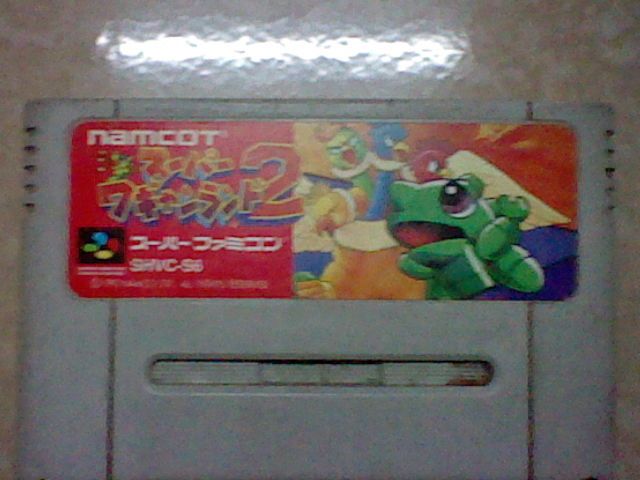 namcot
スーパー
ワギャンランド2
スーパーファミコン
SHVC-S6